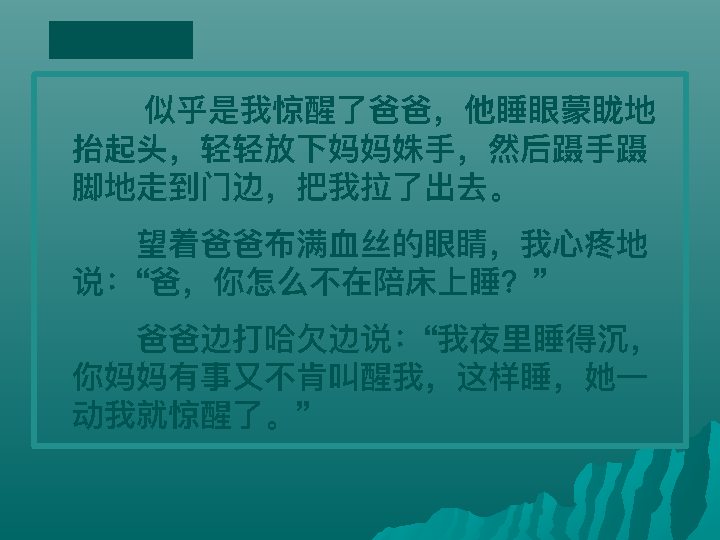 似乎是我惊醒了爸爸，他睡眼蒙眬地
抬起头，轻轻放下妈妈姝手，然后蹑手蹑
脚地走到门边，把我拉了出去。
望着爸爸布满血丝的眼睛，我心疼地
说：“爸，你怎么不在陪床上睡？”
爸爸边打哈欠边说：“我夜里睡得沉，
你妈妈有事又不肯叫醒我，这样睡，她一
动我就惊醒了。”